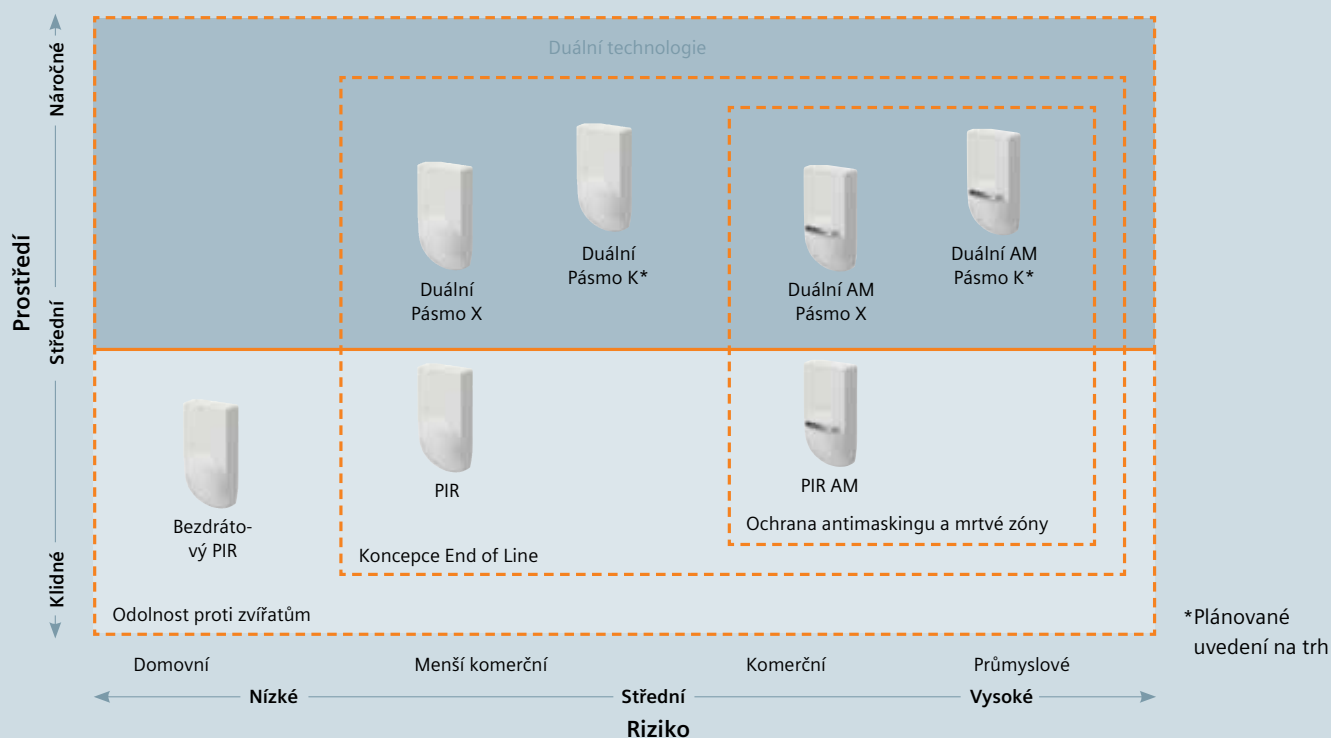 Duální technologie
Náročné
Střední
Klidné
Prostředí
Duální
Pásmo X
Duální
Pásmo K*
Duální AM
Pásmo X
Duální AM
Pásmo K*
Bezdráto-
vý PIR
PIR
PIR AM
Ochrana antimaskingu a mrtvé zóny
Koncepce End of Line
Odolnost proti zvířatům
*Plánované
uvedení na trh
Domovní
Menší komerční
Komerční
Průmyslové
Nízké
Střední
Vysoké
Riziko